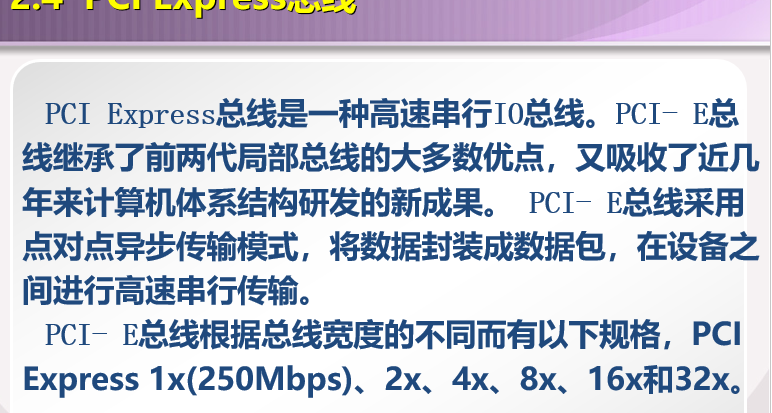 2.4 PCI Express总线
PCI Express总线是一种高速串行IO总线。PCI- E总
线继承了前两代局部总线的大多数优点，又吸收了近几
年来计算机体系结构研发的新成果。 PCI- E总线采用
点对点异步传输模式，将数据封装成数据包，在设备之
间进行高速串行传输。
PCI- E总线根据总线宽度的不同而有以下规格，PCI
Express 1x(250Mbps)、2x、4x、8x、16x和32x。